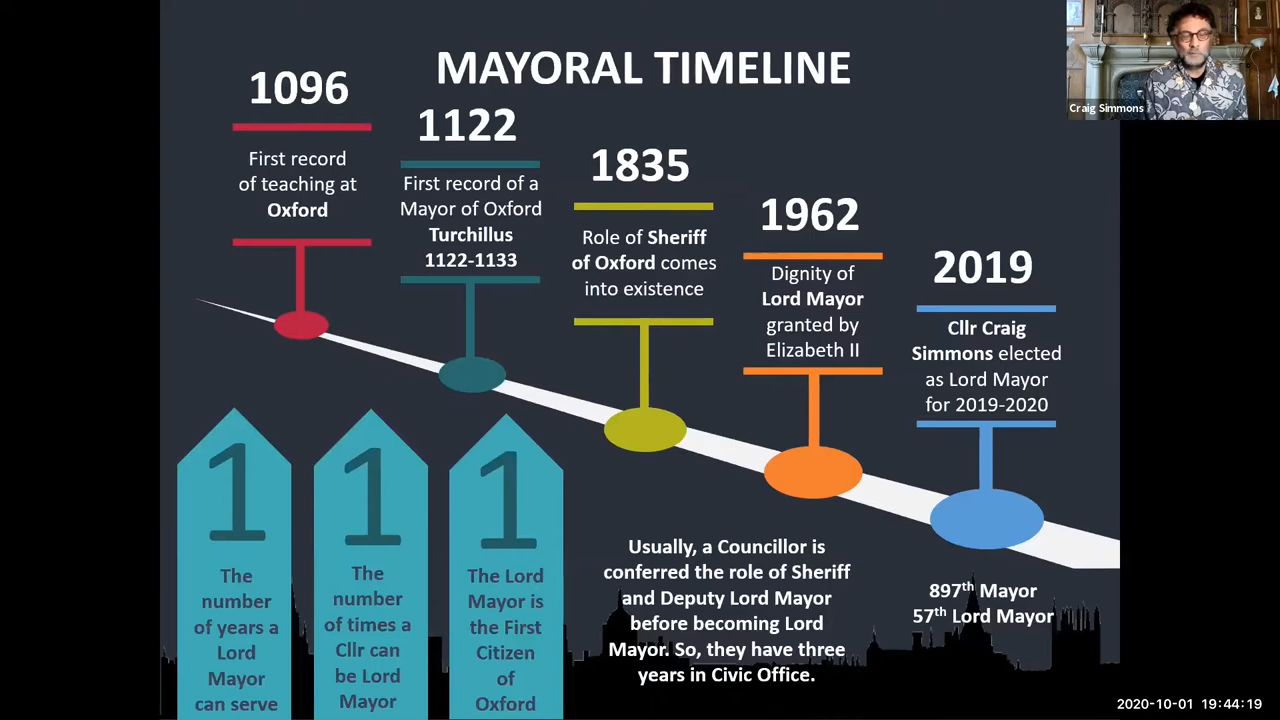 MAYORAL TIMELINE
1096
First record
of teaching at
Oxford
1122
First record of a
Mayor of Oxford
Turchillus
1122-1133
1835
Role of Sheriff
of Oxford comes
into existence
1962
Dignity of
Lord Mayor
granted by
Elizabeth II
2019
Cllr Craig
Simmons elected
as Lord Mayor
for 2019-2020
897th Mayor
57th Lord Mayor
1
The
number
of years a
Lord
Mayor
can serve
1
The
number
of times a
Cllr can
be Lord
Mayor
1
The Lord
Mayor is
the First
Citizen
of
Oxford
Usually, a Councillor is
conferred the role of Sheriff
and Deputy Lord Mayor
before becoming Lord
Mayor. So, they have three
years in Civic Office.
Craig Simmons
2020-10-01 19:44:19